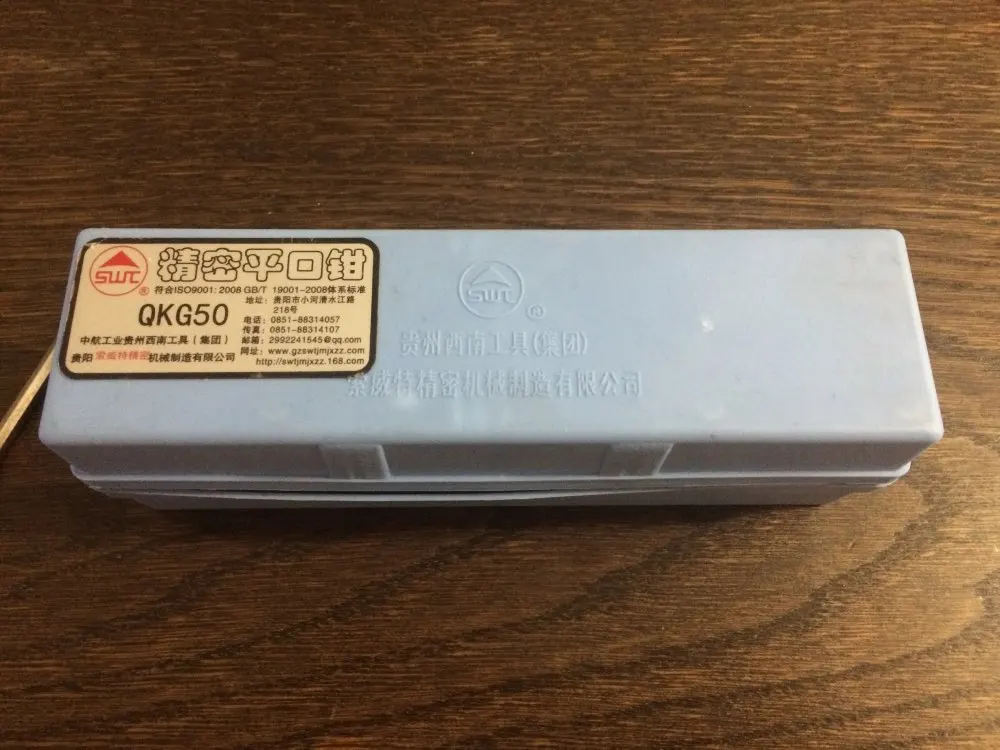 SWT
®
精密平口钳
符合ISO9001:2008 GB/T 19001-2008体系标准
QKG50
地址:贵阳市小河清水江路
218号
电话:0851-88314057
传真:0851-88314107
中航工业贵州西南工具(集团)
邮箱:2992241545@qq.com
贵阳索威特精密机械制造有限公司
网址:www.gzswtjmjxzz.com
http://swtjmjxzz.168.com
SWT
®
贵州西南工具(集团)
索威特精密机械制造有限公司